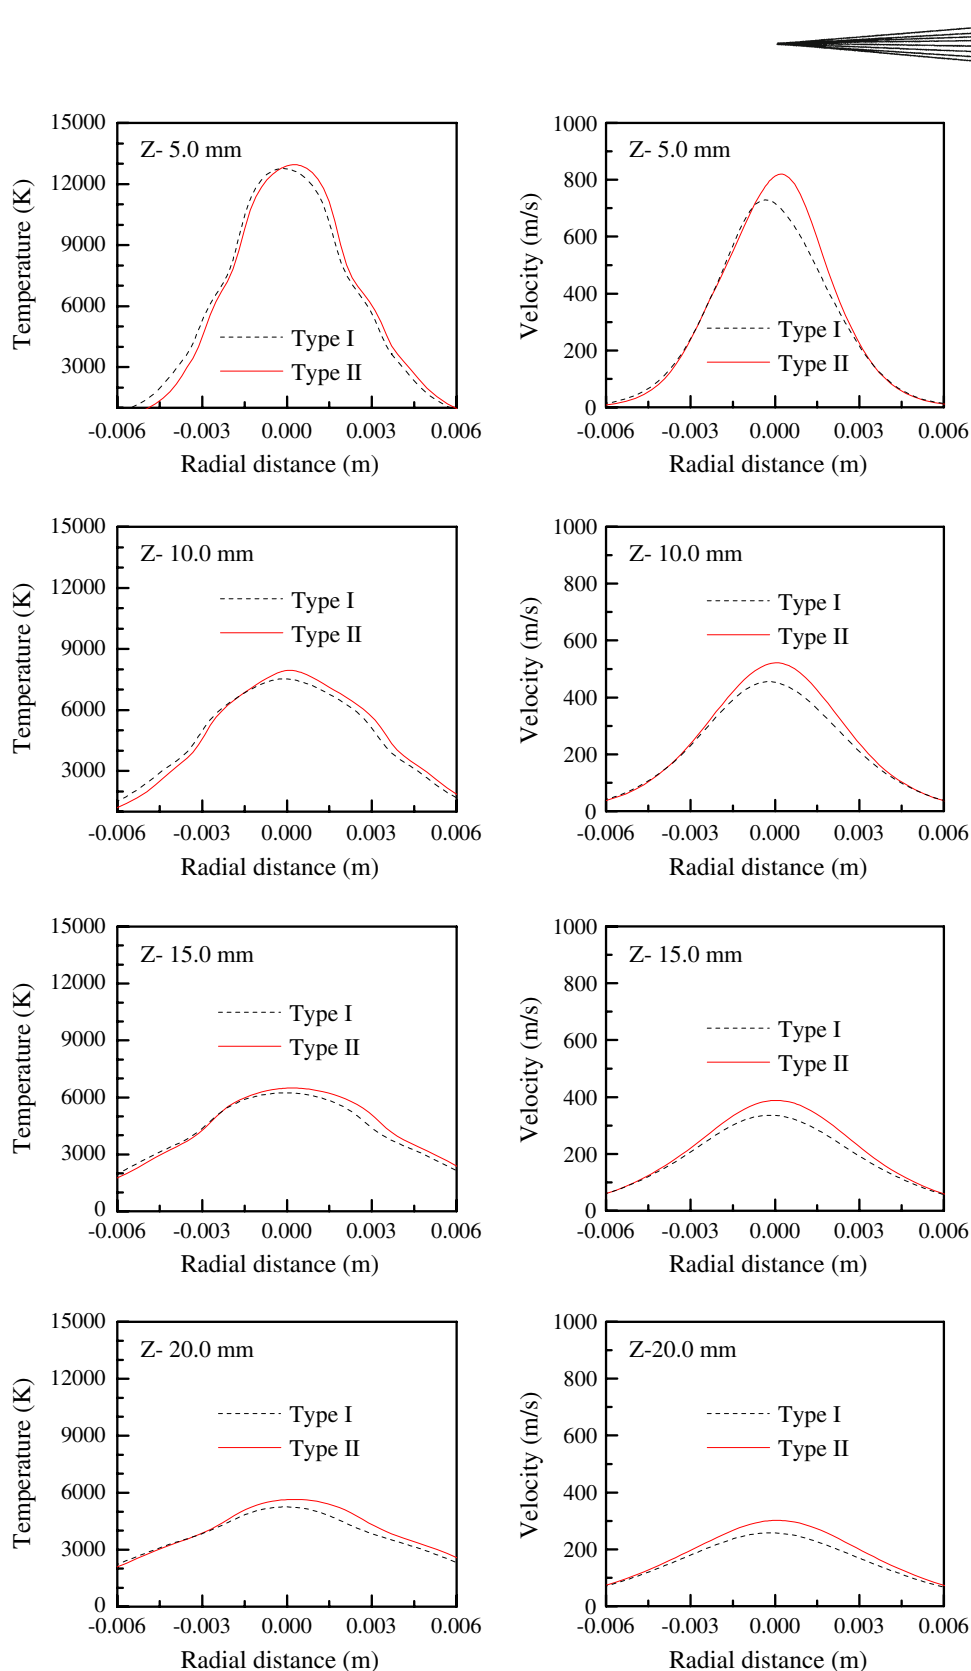 15000
12000
9000
6000
3000
Temperature (K)
Z- 5.0 mm
Type I
Type II
-0.006 -0.003 0.000 0.003 0.006
Radial distance (m)
1000
800
600
400
200
0
Velocity (m/s)
Z- 5.0 mm
Type I
Type II
-0.006 -0.003 0.000 0.003 0.006
Radial distance (m)
15000
12000
9000
6000
3000
Temperature (K)
Z- 10.0 mm
Type I
Type II
-0.006 -0.003 0.000 0.003 0.006
Radial distance (m)
1000
800
600
400
200
0
Velocity (m/s)
Z- 10.0 mm
Type I
Type II
-0.006 -0.003 0.000 0.003 0.006
Radial distance (m)
15000
12000
9000
6000
3000
0
Temperature (K)
Z- 15.0 mm
Type I
Type II
-0.006 -0.003 0.000 0.003 0.006
Radial distance (m)
1000
800
600
400
200
0
Velocity (m/s)
Z- 15.0 mm
Type I
Type II
-0.006 -0.003 0.000 0.003 0.006
Radial distance (m)
15000
12000
9000
6000
3000
0
Temperature (K)
Z- 20.0 mm
Type I
Type II
-0.006 -0.003 0.000 0.003 0.006
Radial distance (m)
1000
800
600
400
200
0
Velocity (m/s)
Z-20.0 mm
Type I
Type II
-0.006 -0.003 0.000 0.003 0.006
Radial distance (m)